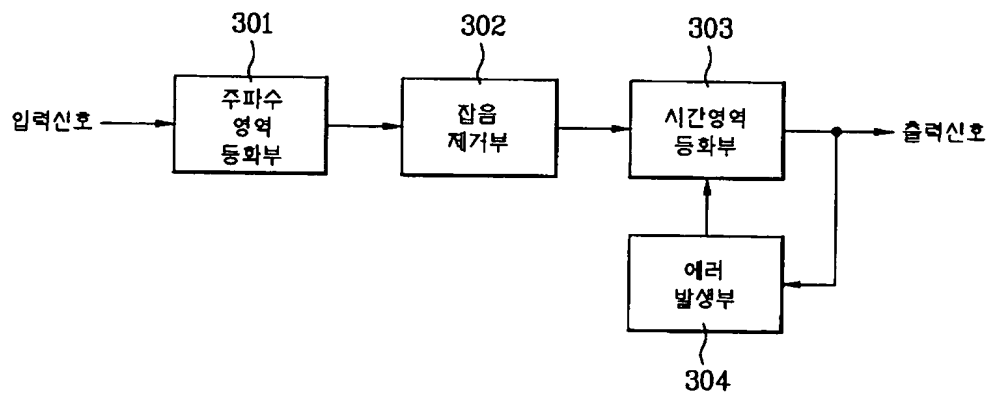 301
302
303
입력신호
주파수
영역
등화부
잡음
제거부
시간영역
등화부
출력신호
에러
발생부
304